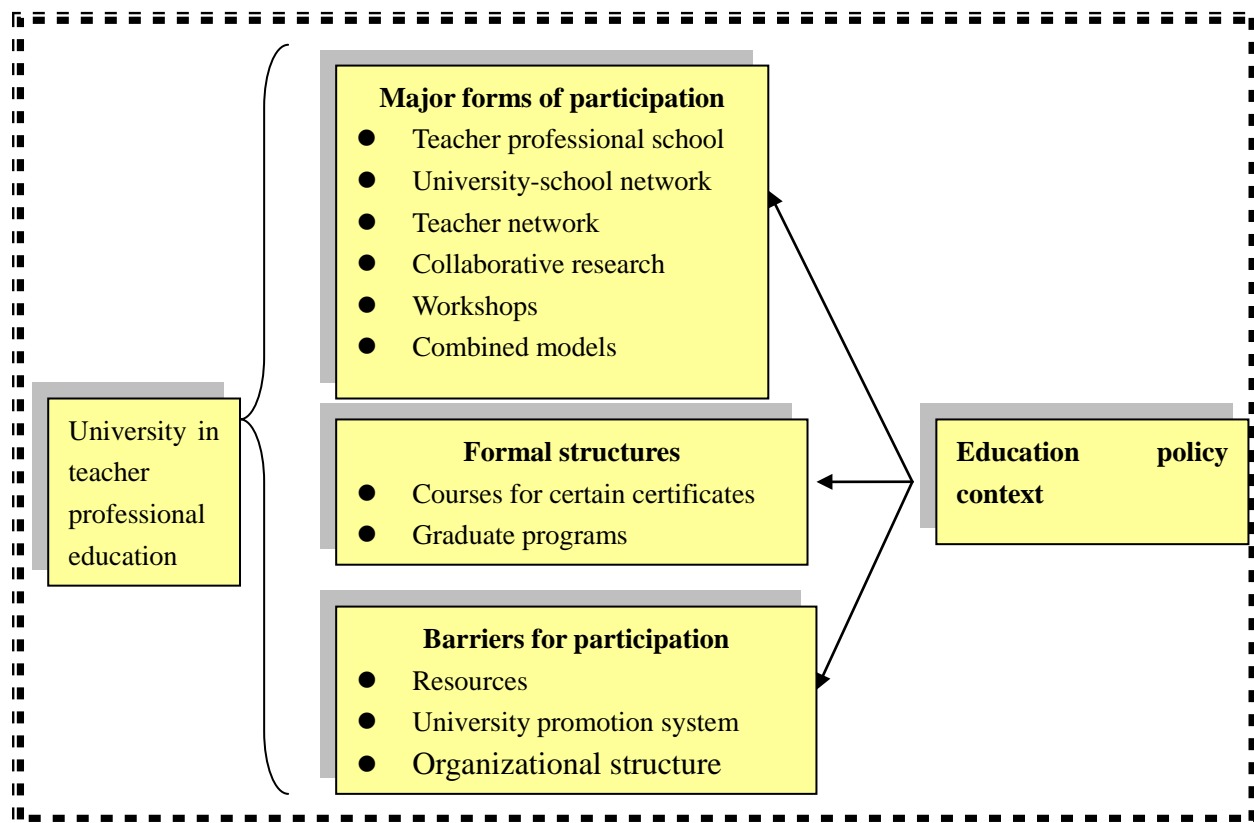 Major forms of participation
● Teacher professional school
● University-school network
● Teacher network
● Collaborative research
● Workshops
● Combined models
University in
teacher
professional
education
Formal structures
● Courses for certain certificates
● Graduate programs
Education policy
context
Barriers for participation
● Resources
● University promotion system
● Organizational structure